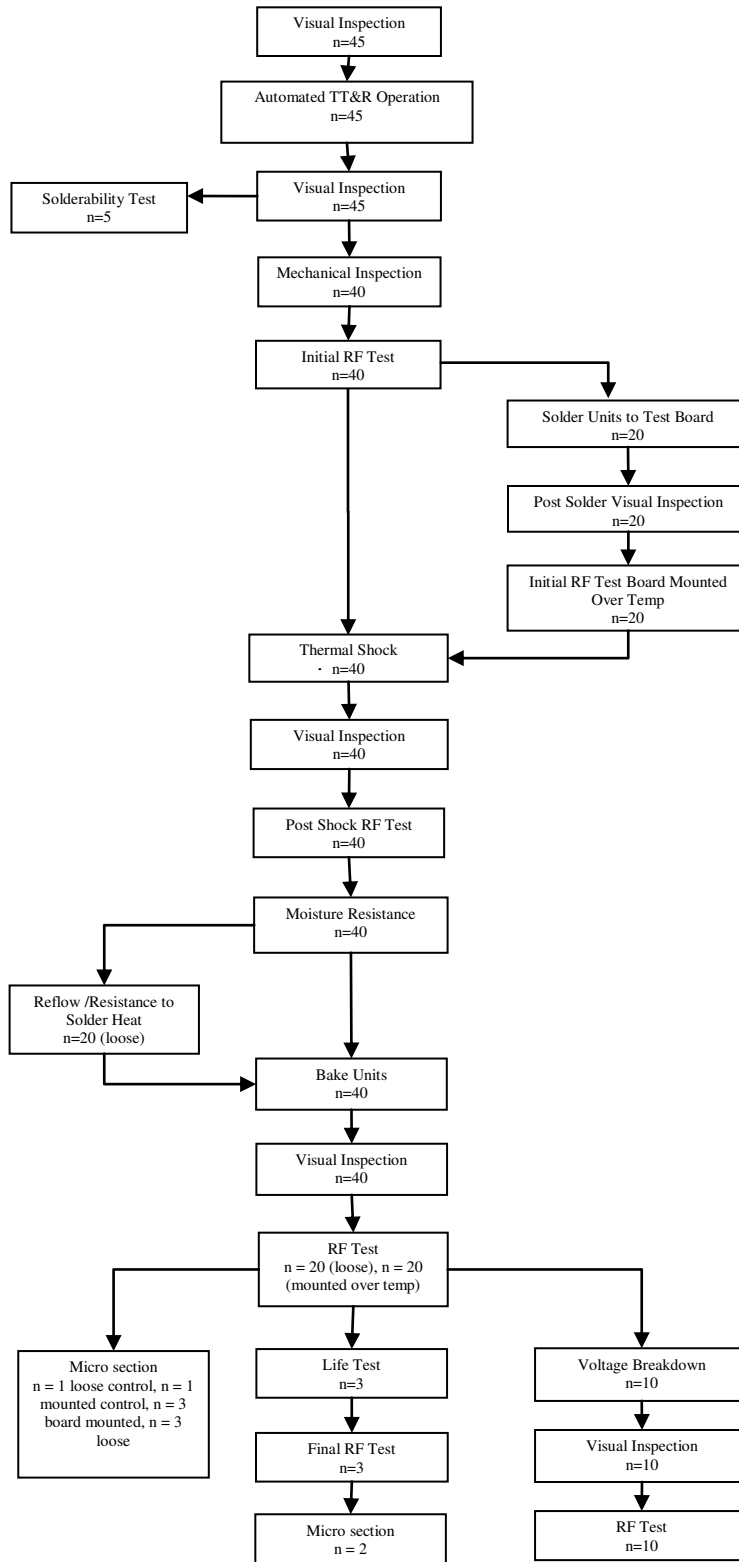 Visual Inspection
n=45
Automated TT&R Operation
n=45
Visual Inspection
n=45
Solderability Test
n=5
Mechanical Inspection
n=40
Initial RF Test
n=40
Solder Units to Test Board
n=20
Post Solder Visual Inspection
n=20
Initial RF Test Board Mounted
Over Temp
n=20
Thermal Shock
· n=40
Visual Inspection
n=40
Post Shock RF Test
n=40
Moisture Resistance
n=40
Reflow /Resistance to
Solder Heat
n=20 (loose)
Bake Units
n=40
Visual Inspection
n=40
RF Test
n = 20 (loose), n = 20
(mounted over temp)
Micro section
n = 1 loose control, n = 1
mounted control, n = 3
board mounted, n = 3
loose
Life Test
n=3
Final RF Test
n=3
Micro section
n = 2
Voltage Breakdown
n=10
Visual Inspection
n=10
RF Test
n=10